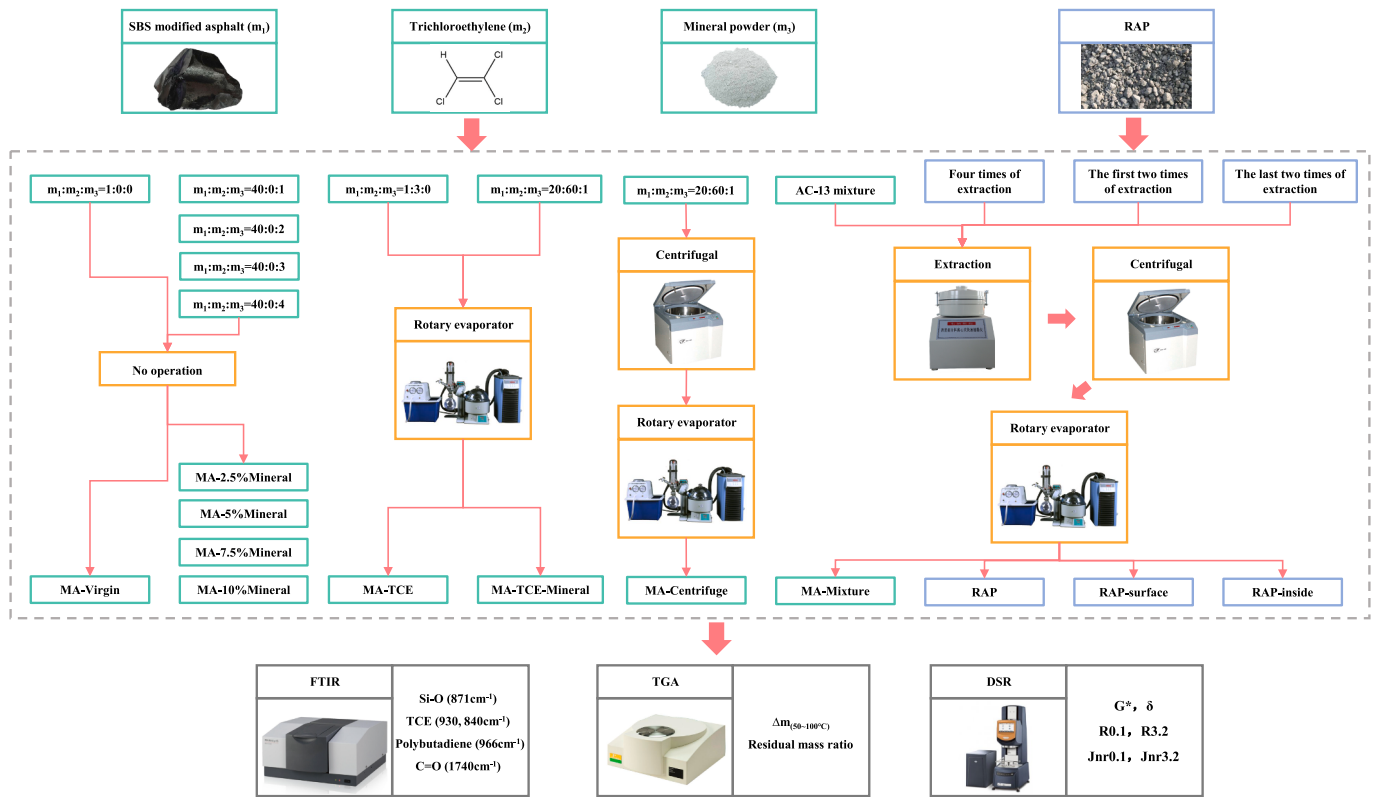 SBS modified asphalt (m₁)
Trichloroethylene (m₂)
Mineral powder (m₃)
RAP
H
Cl
Cl
Cl
m₁:m₂:m₃=1:0:0
m₁:m₂:m₃=40:0:1
m₁:m₂:m₃=40:0:2
m₁:m₂:m₃=40:0:3
m₁:m₂:m₃=40:0:4
m₁:m₂:m₃=1:3:0
m₁:m₂:m₃=20:60:1
m₁:m₂:m₃=20:60:1
AC-13 mixture
Four times of
extraction
The first two times
of extraction
The last two times of
extraction
No operation
Rotary evaporator
Centrifugal
Rotary evaporator
Extraction
Centrifugal
Rotary evaporator
MA-2.5%Mineral
MA-5%Mineral
MA-7.5%Mineral
MA-10%Mineral
MA-Virgin
MA-TCE
MA-TCE-Mineral
MA-Centrifuge
MA-Mixture
RAP
RAP-surface
RAP-inside
FTIR
Si-O (871cm⁻¹)
TCE (930, 840cm⁻¹)
Polybutadiene (966cm⁻¹)
C=O (1740cm⁻¹)
TGA
Δm(50~100℃)
Residual mass ratio
DSR
G*, δ
R0.1, R3.2
Jnr0.1, Jnr3.2